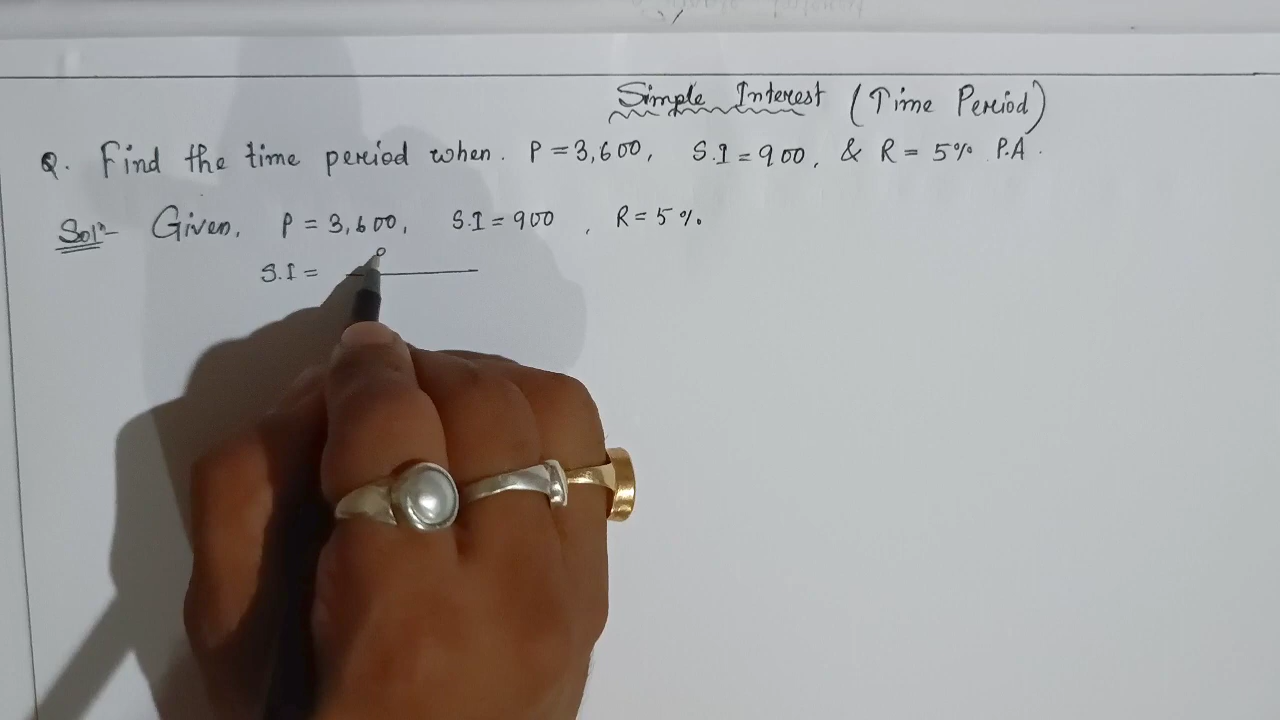 Simple Interest (Time Period)
Q. Find the time period when. P = 3,600, S.I = 900, & R = 5% P.A.
Solⁿ- Given, P = 3,600, S.I = 900, R = 5%.
S.I =